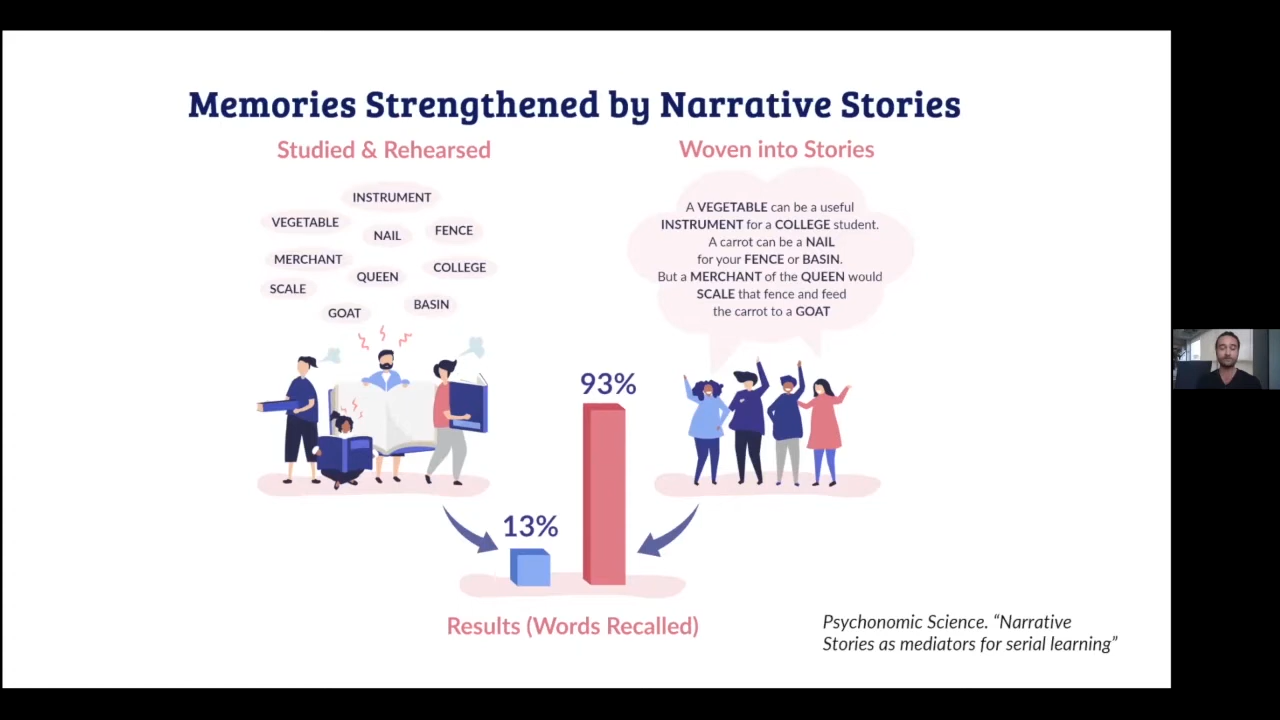 Memories Strengthened by Narrative Stories
Studied & Rehearsed
INSTRUMENT
VEGETABLE
NAIL
FENCE
MERCHANT
QUEEN
COLLEGE
SCALE
GOAT
BASIN
Woven into Stories
A VEGETABLE can be a useful
INSTRUMENT for a COLLEGE student.
A carrot can be a NAIL
for your FENCE or BASIN.
But a MERCHANT of the QUEEN would
SCALE that fence and feed
the carrot to a GOAT
13%
93%
Results (Words Recalled)
Psychonomic Science. “Narrative
Stories as mediators for serial learning”